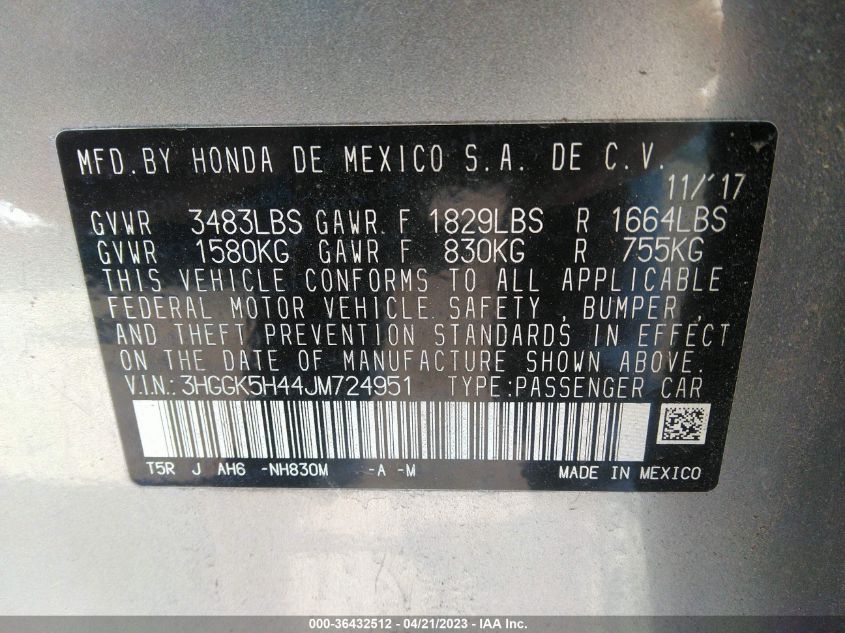 MFD.BY HONDA DE MEXICO S.A. DE C.V.
11/'17
GVWR 3483LBS GAWR F 1829LBS R 1664LBS
GVWR 1580KG GAWR F 830KG R 755KG
THIS VEHICLE CONFORMS TO ALL APPLICABLE
FEDERAL MOTOR VEHICLE SAFETY , BUMPER ,
AND THEFT PREVENTION STANDARDS IN EFFECT
ON THE DATE OF MANUFACTURE SHOWN ABOVE.
V.I.N.: 3HGGK5H44JM724951 TYPE:PASSENGER CAR
T5R J AH6 -NH830M -A -M MADE IN MEXICO
000-36432512 - 04/21/2023 - IAA Inc.